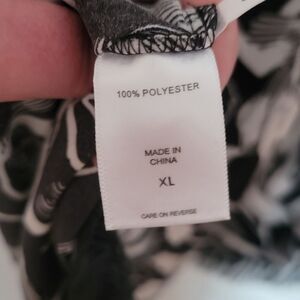 100% POLYESTER
MADE IN
CHINA
XL
CARE ON REVERSE